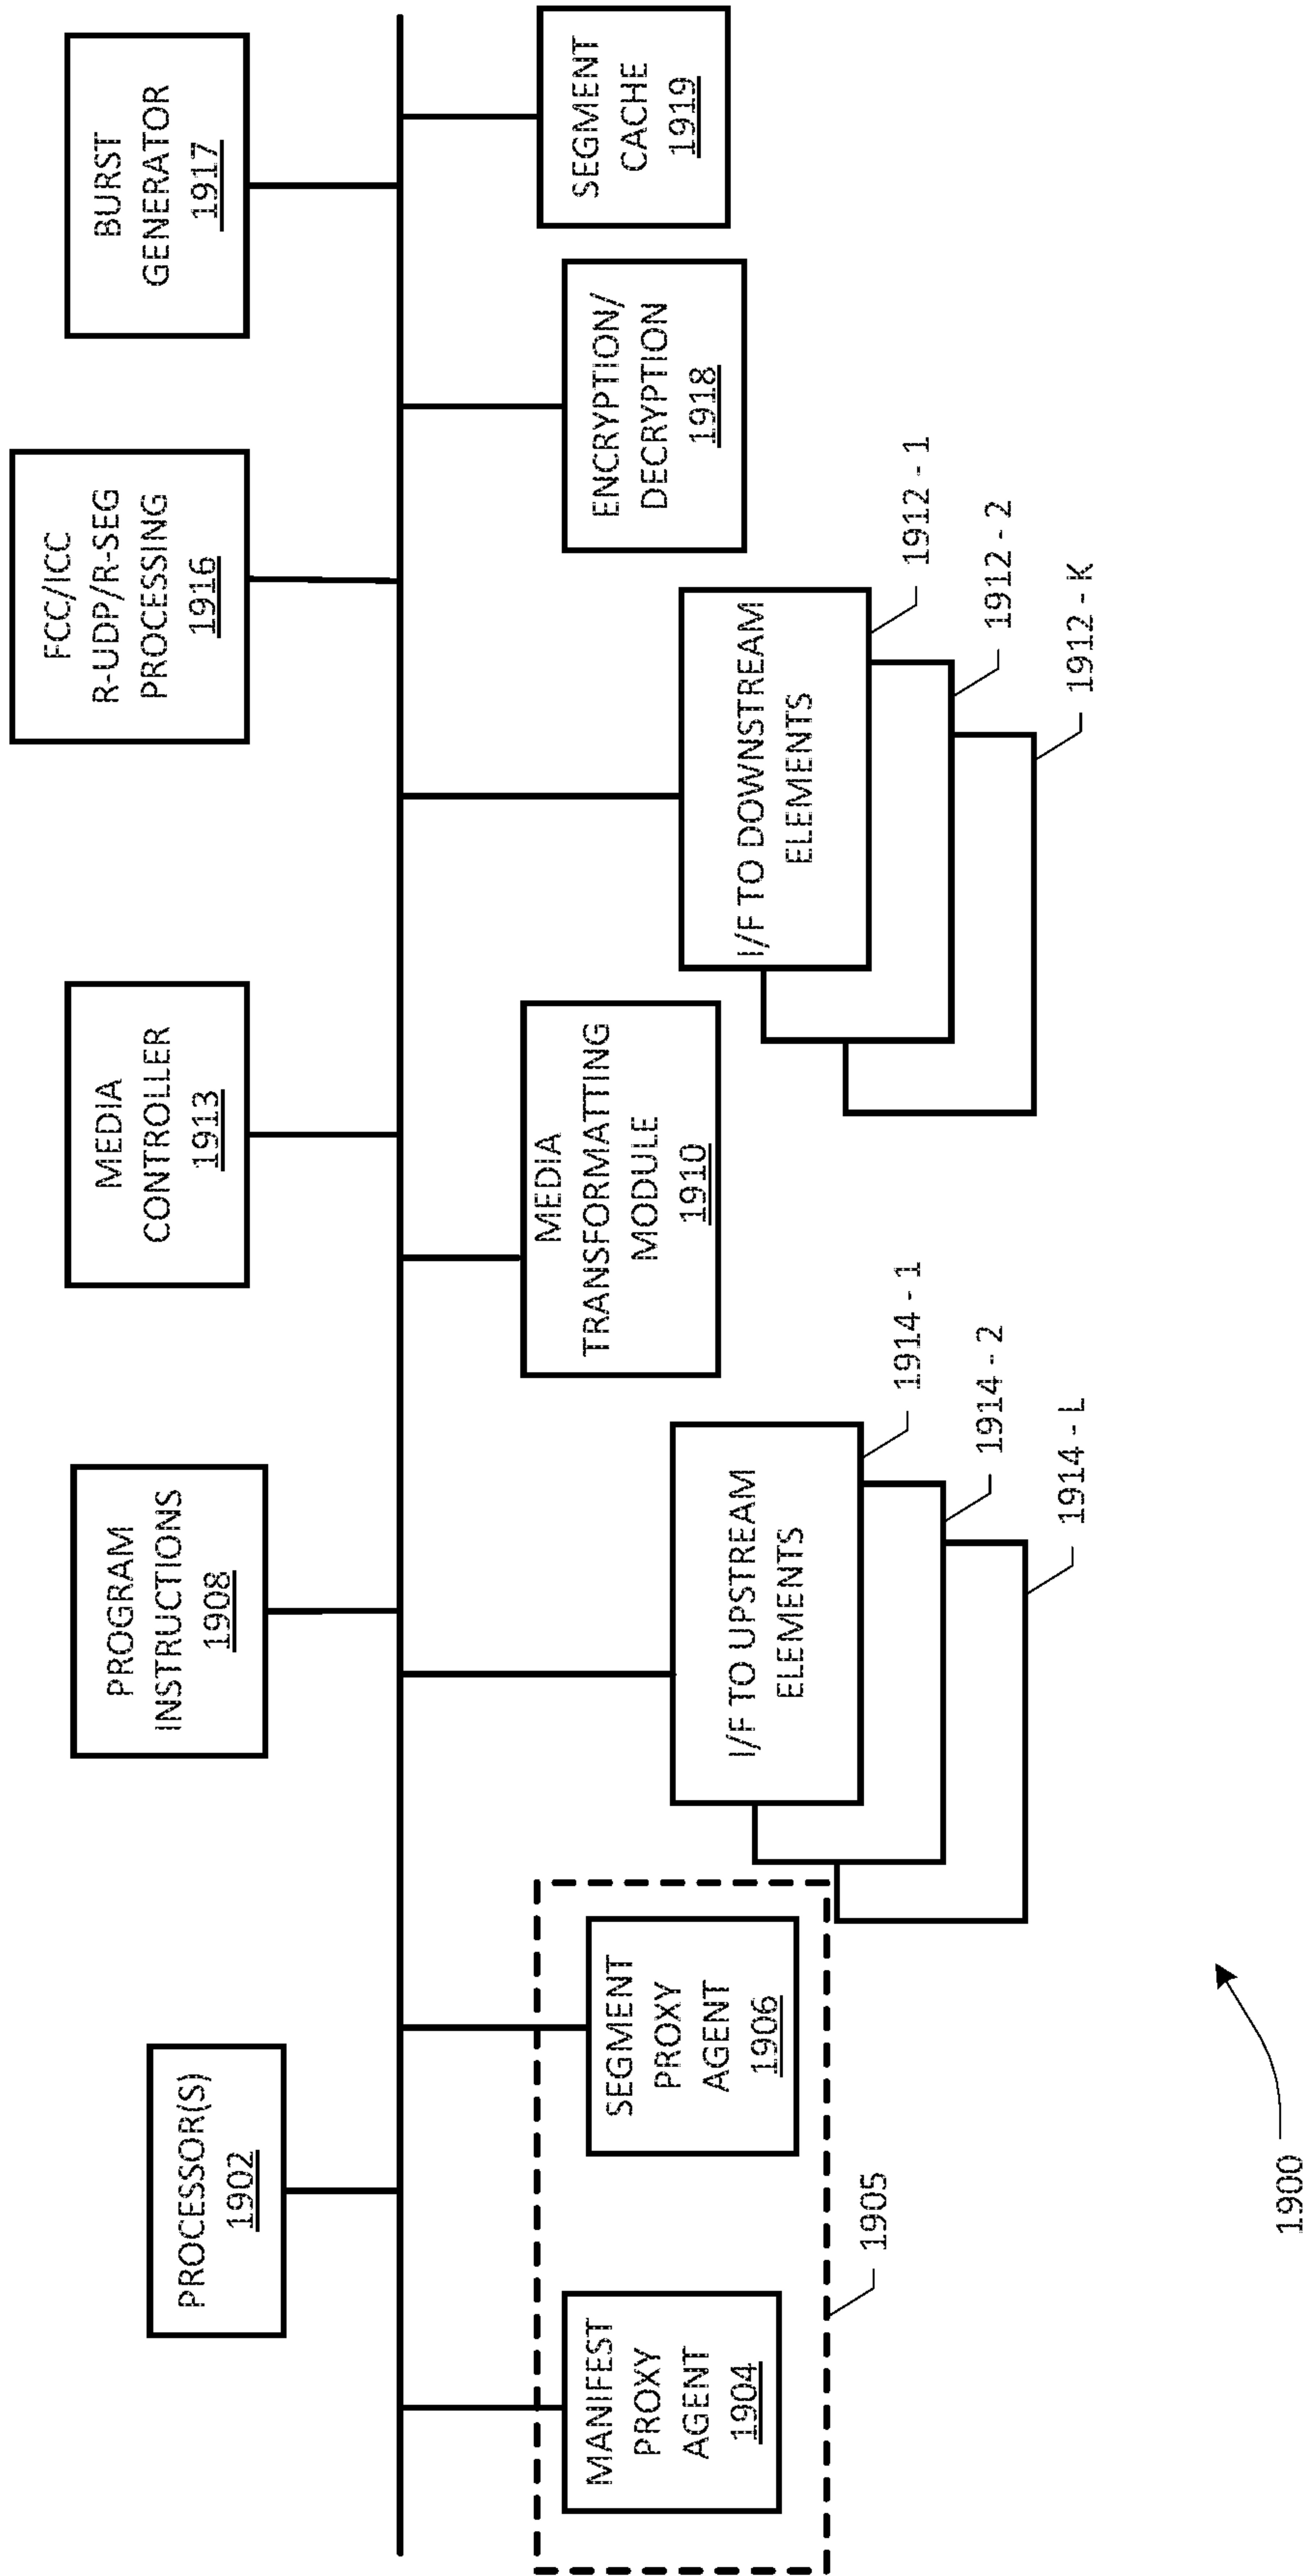 PROCESSOR(S)
1902
PROGRAM
INSTRUCTIONS
1908
MEDIA
CONTROLLER
1913
FCC/ICC
R-UDP/R-SEG
PROCESSING
1916
BURST
GENERATOR
1917
MANIFEST
PROXY
AGENT
1904
SEGMENT
PROXY
AGENT
1906
1905
I/F TO UPSTREAM
ELEMENTS
1914 - 1
1914 - 2
1914 - L
MEDIA
TRANSFORMATTING
MODULE
1910
I/F TO DOWNSTREAM
ELEMENTS
1912 - 1
1912 - 2
1912 - K
ENCRYPTION/
DECRYPTION
1918
SEGMENT
CACHE
1919
1900